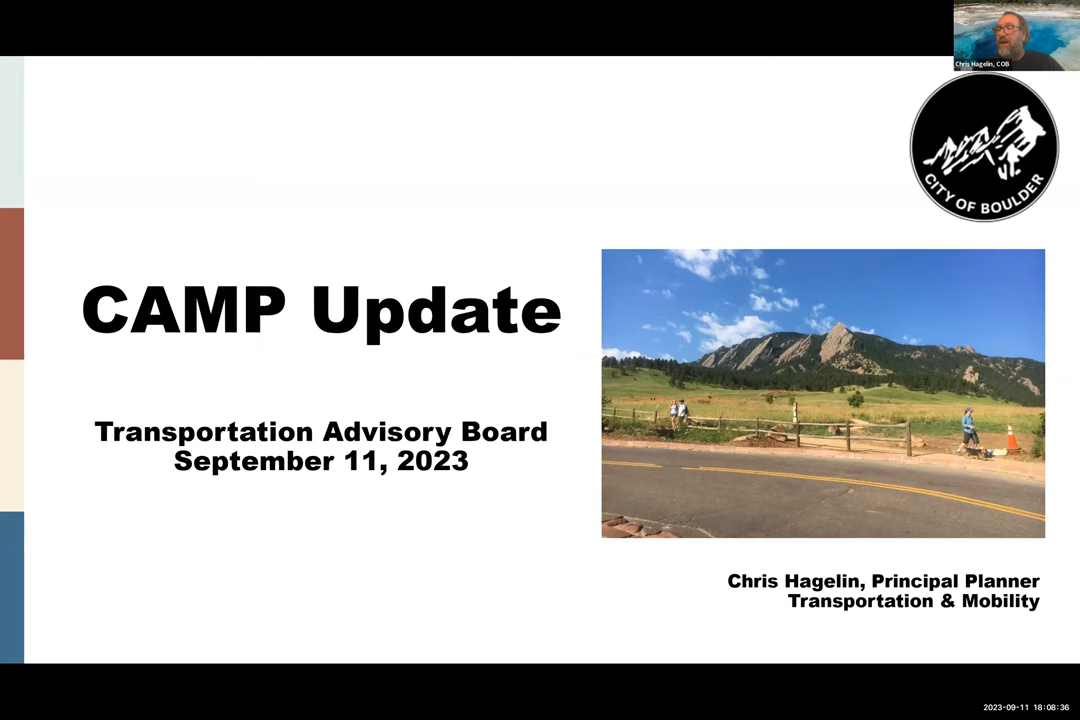 Chris Hagelin, COB
CITY OF BOULDER
CAMP Update
Transportation Advisory Board
September 11, 2023
Chris Hagelin, Principal Planner
Transportation & Mobility
2023-09-11 18:08:36